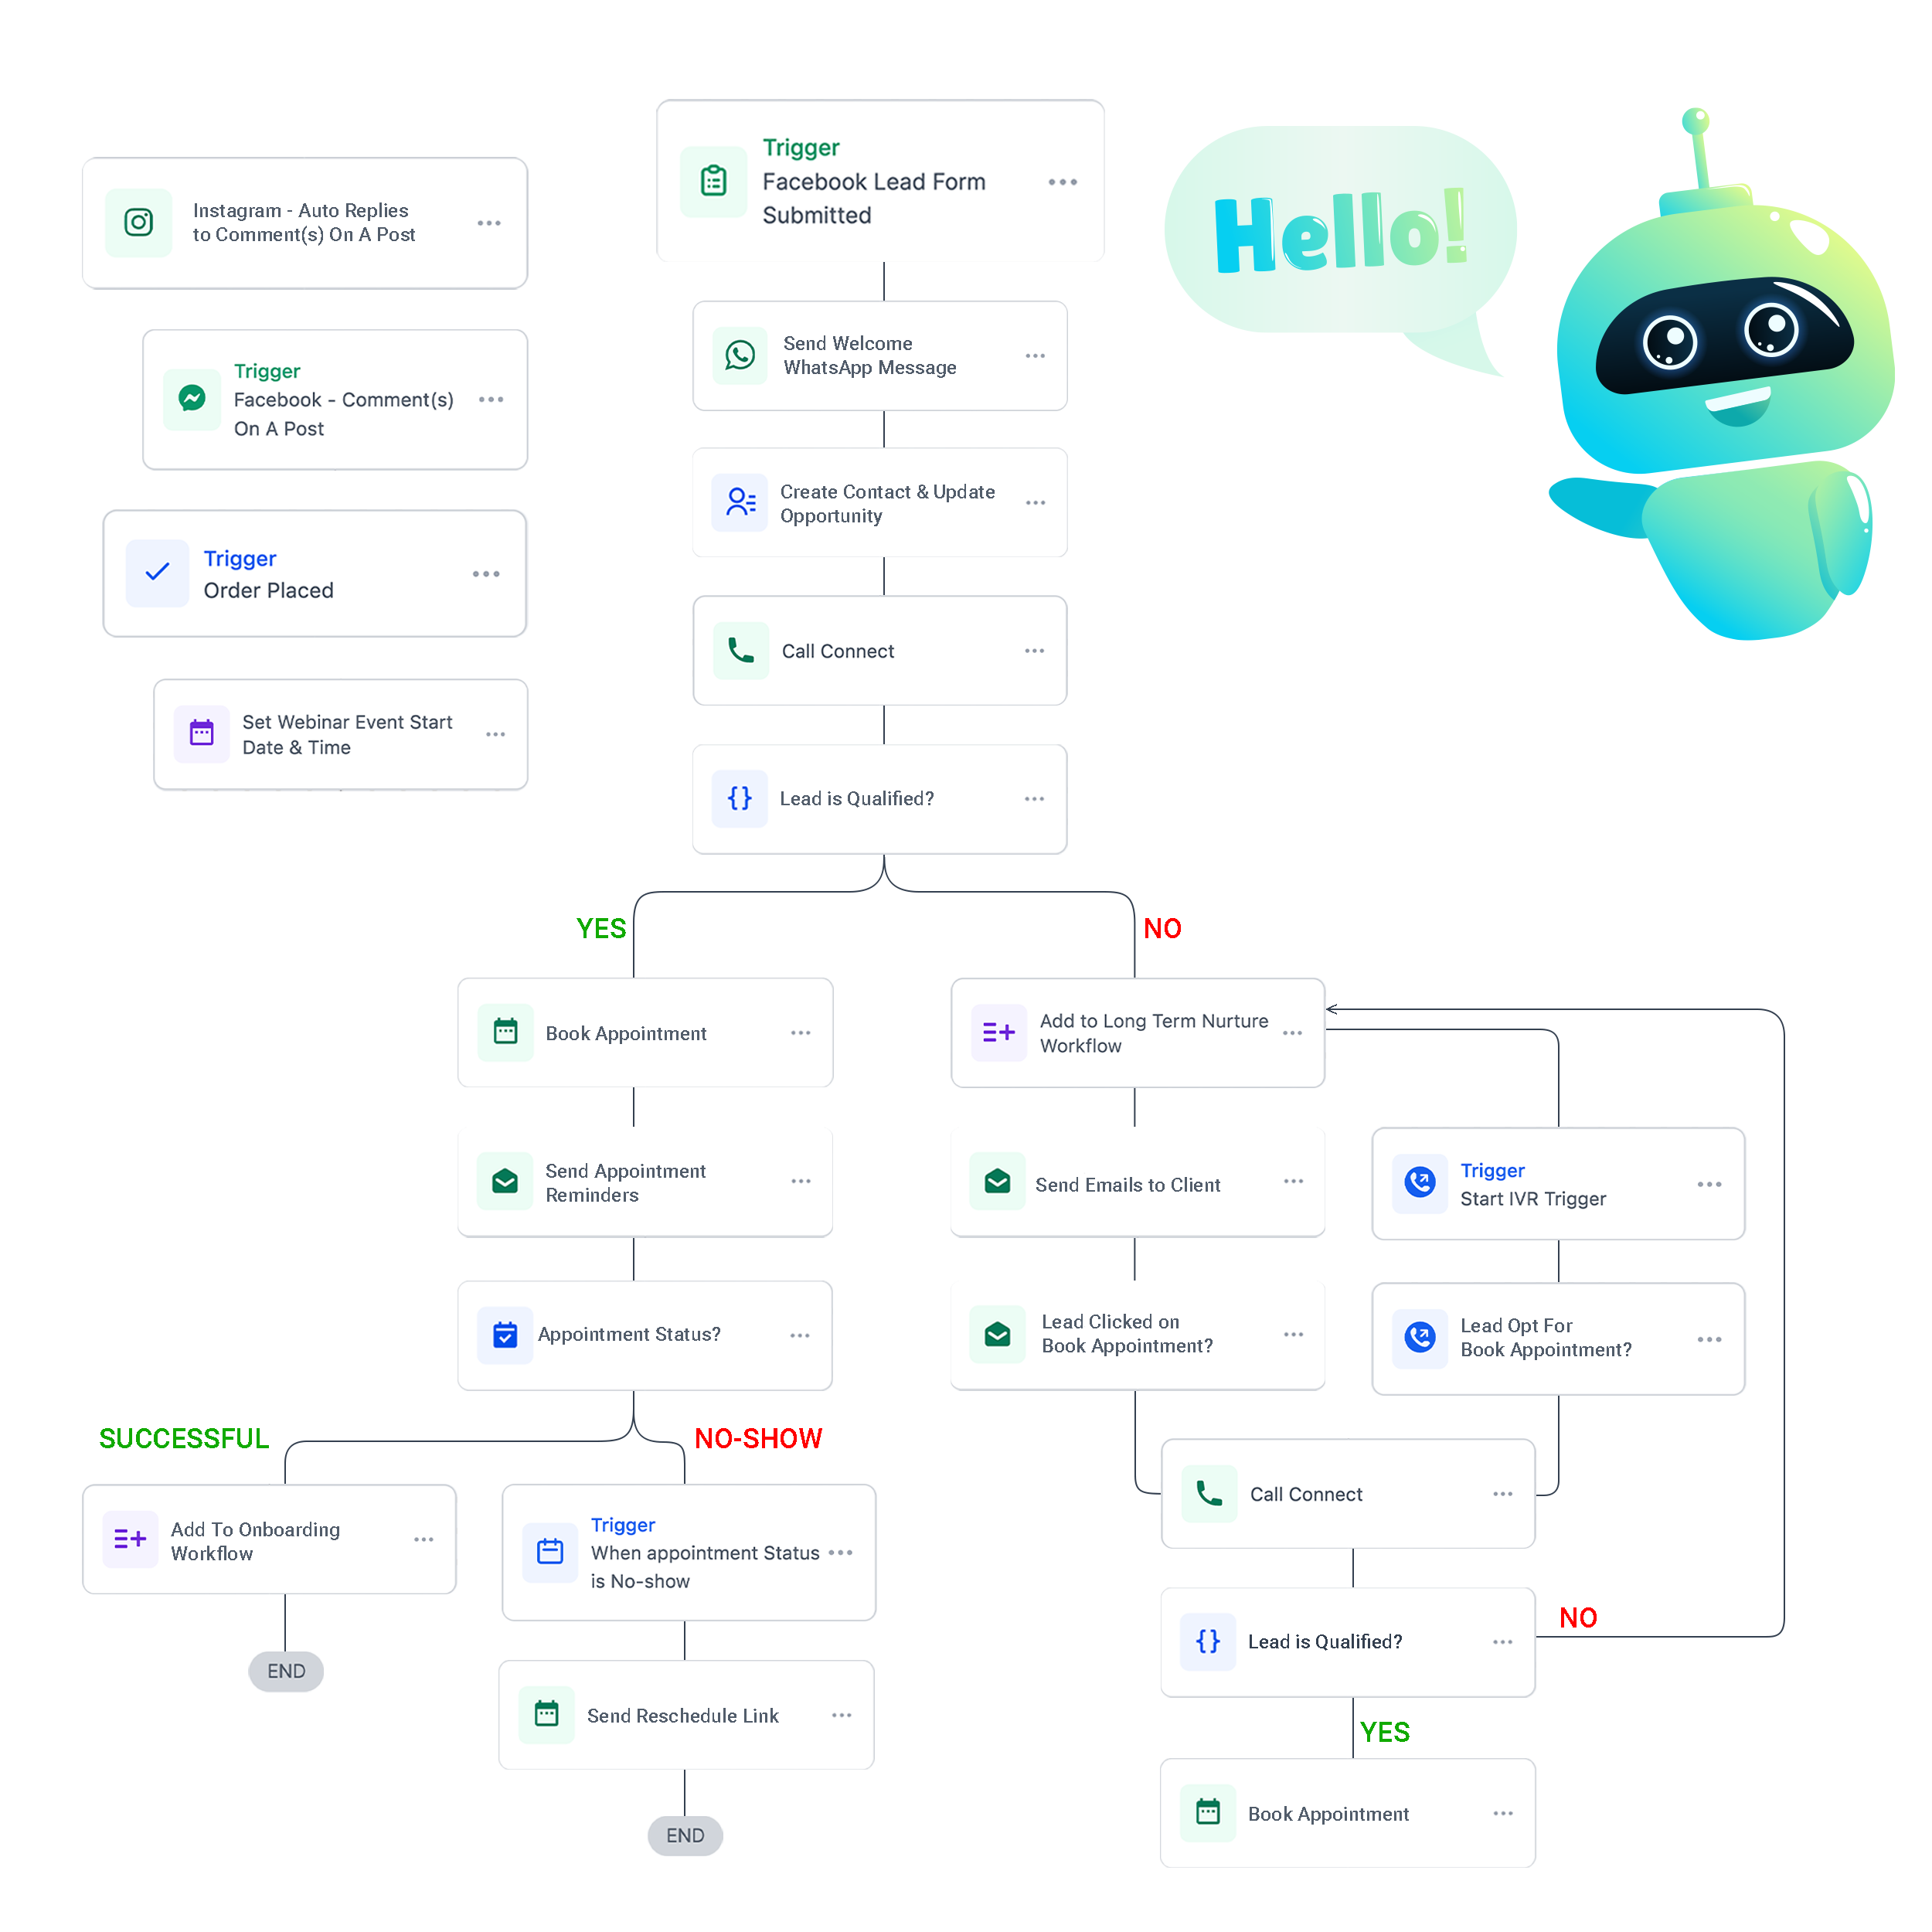 Trigger
Facebook Lead Form
Submitted
Hello!
Instagram - Auto Replies
to Comment(s) On A Post
Trigger
Facebook - Comment(s)
On A Post
Trigger
Order Placed
Set Webinar Event Start
Date & Time
Send Welcome
WhatsApp Message
Create Contact & Update
Opportunity
Call Connect
Lead is Qualified?
YES
NO
Book Appointment
Send Appointment
Reminders
Appointment Status?
SUCCESSFUL
NO-SHOW
Add To Onboarding
Workflow
END
Trigger
When appointment Status
is No-show
Send Reschedule Link
END
Add to Long Term Nurture
Workflow
Send Emails to Client
Lead Clicked on
Book Appointment?
Trigger
Start IVR Trigger
Lead Opt For
Book Appointment?
Call Connect
Lead is Qualified?
NO
YES
Book Appointment